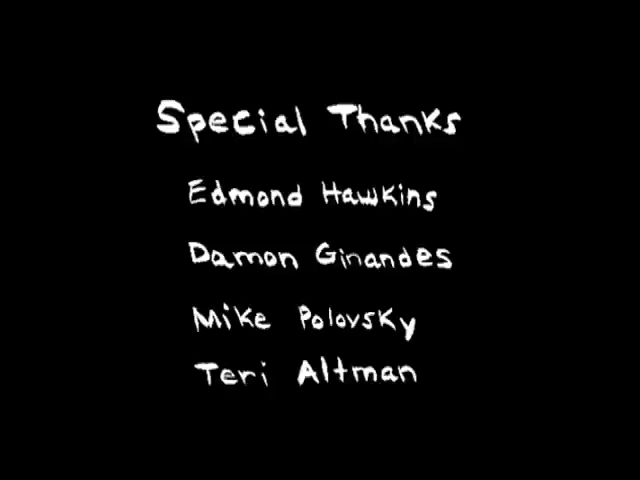 Special Thanks
Edmond Hawkins
Damon Ginandes
Mike Polovsky
Teri Altman